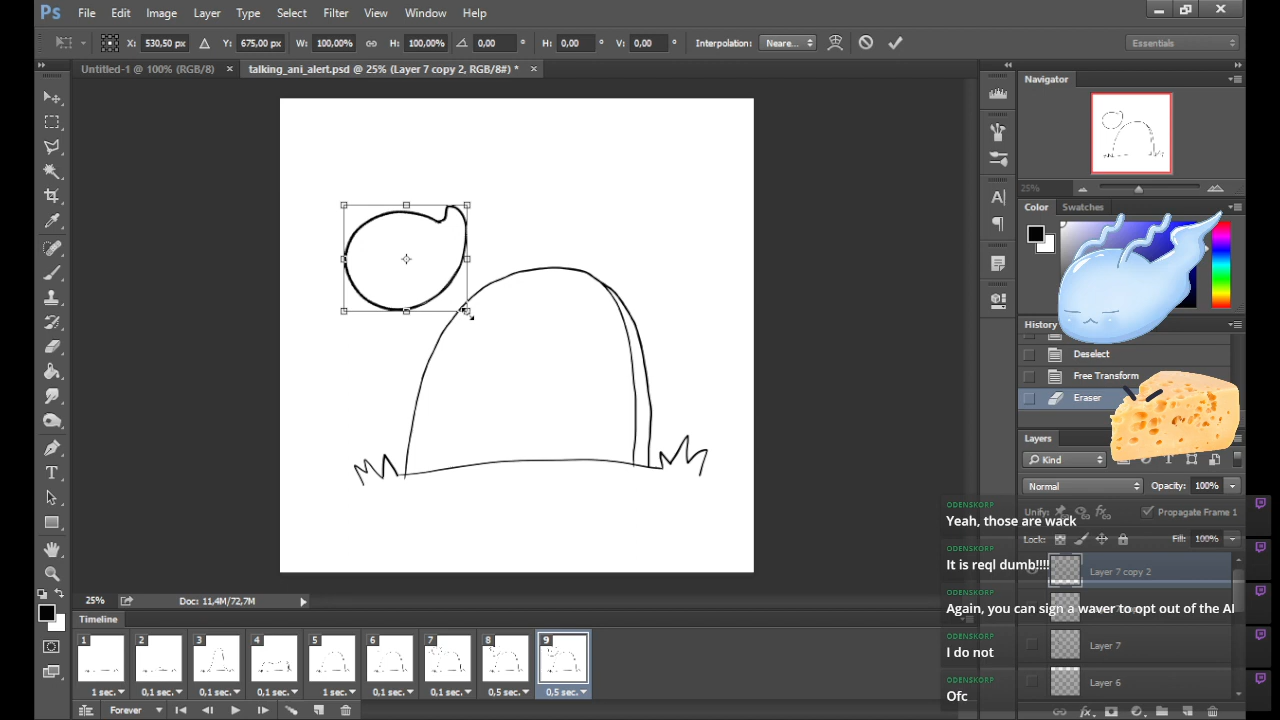 Ps File Edit Image Layer Type Select Filter View Window Help
X: 530,50 px Y: 675,00 px W: 100,00% H: 100,00% 0,00 ° H: 0,00 ° V: 0,00 ° Interpolation: Neare... Essentials
Untitled-1 @ 100% (RGB/8) × talking_ani_alert.psd @ 25% (Layer 7 copy 2, RGB/8#) * ×
Navigator
25%
Color Swatches
History
Deselect
Free Transform
Eraser
Layers
Kind
Normal Opacity: 100%
Unify: Propagate Frame 1
Lock: Fill: 100%
Layer 7 copy 2
Layer 7
Layer 6
ODENSKORP
Yeah, those are wack
ODENSKORP
It is reql dumb!!!!
ODENSKORP
Again, you can sign a waver to opt out of the AI
ODENSKORP
I do not
ODENSKORP
Ofc
25% Doc: 11,4M/72,7M
Timeline
1 2 3 4 5 6 7 8 9
1 sec. 0,1 sec. 0,1 sec. 0,1 sec. 1 sec. 0,1 sec. 0,1 sec. 0,5 sec. 0,5 sec.
Forever